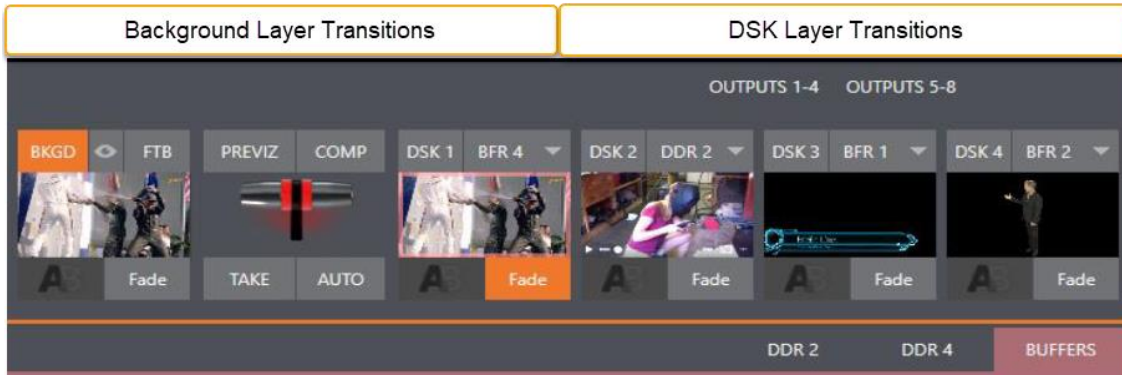 Background Layer Transitions DSK Layer Transitions
OUTPUTS 1-4 OUTPUTS 5-8
BKGD FTB PREVIZ COMP DSK 1 BFR 4 DSK 2 DDR 2 DSK 3 BFR 1 DSK 4 BFR 2
Fade TAKE AUTO Fade Fade Fade Fade
DDR 2 DDR 4 BUFFERS